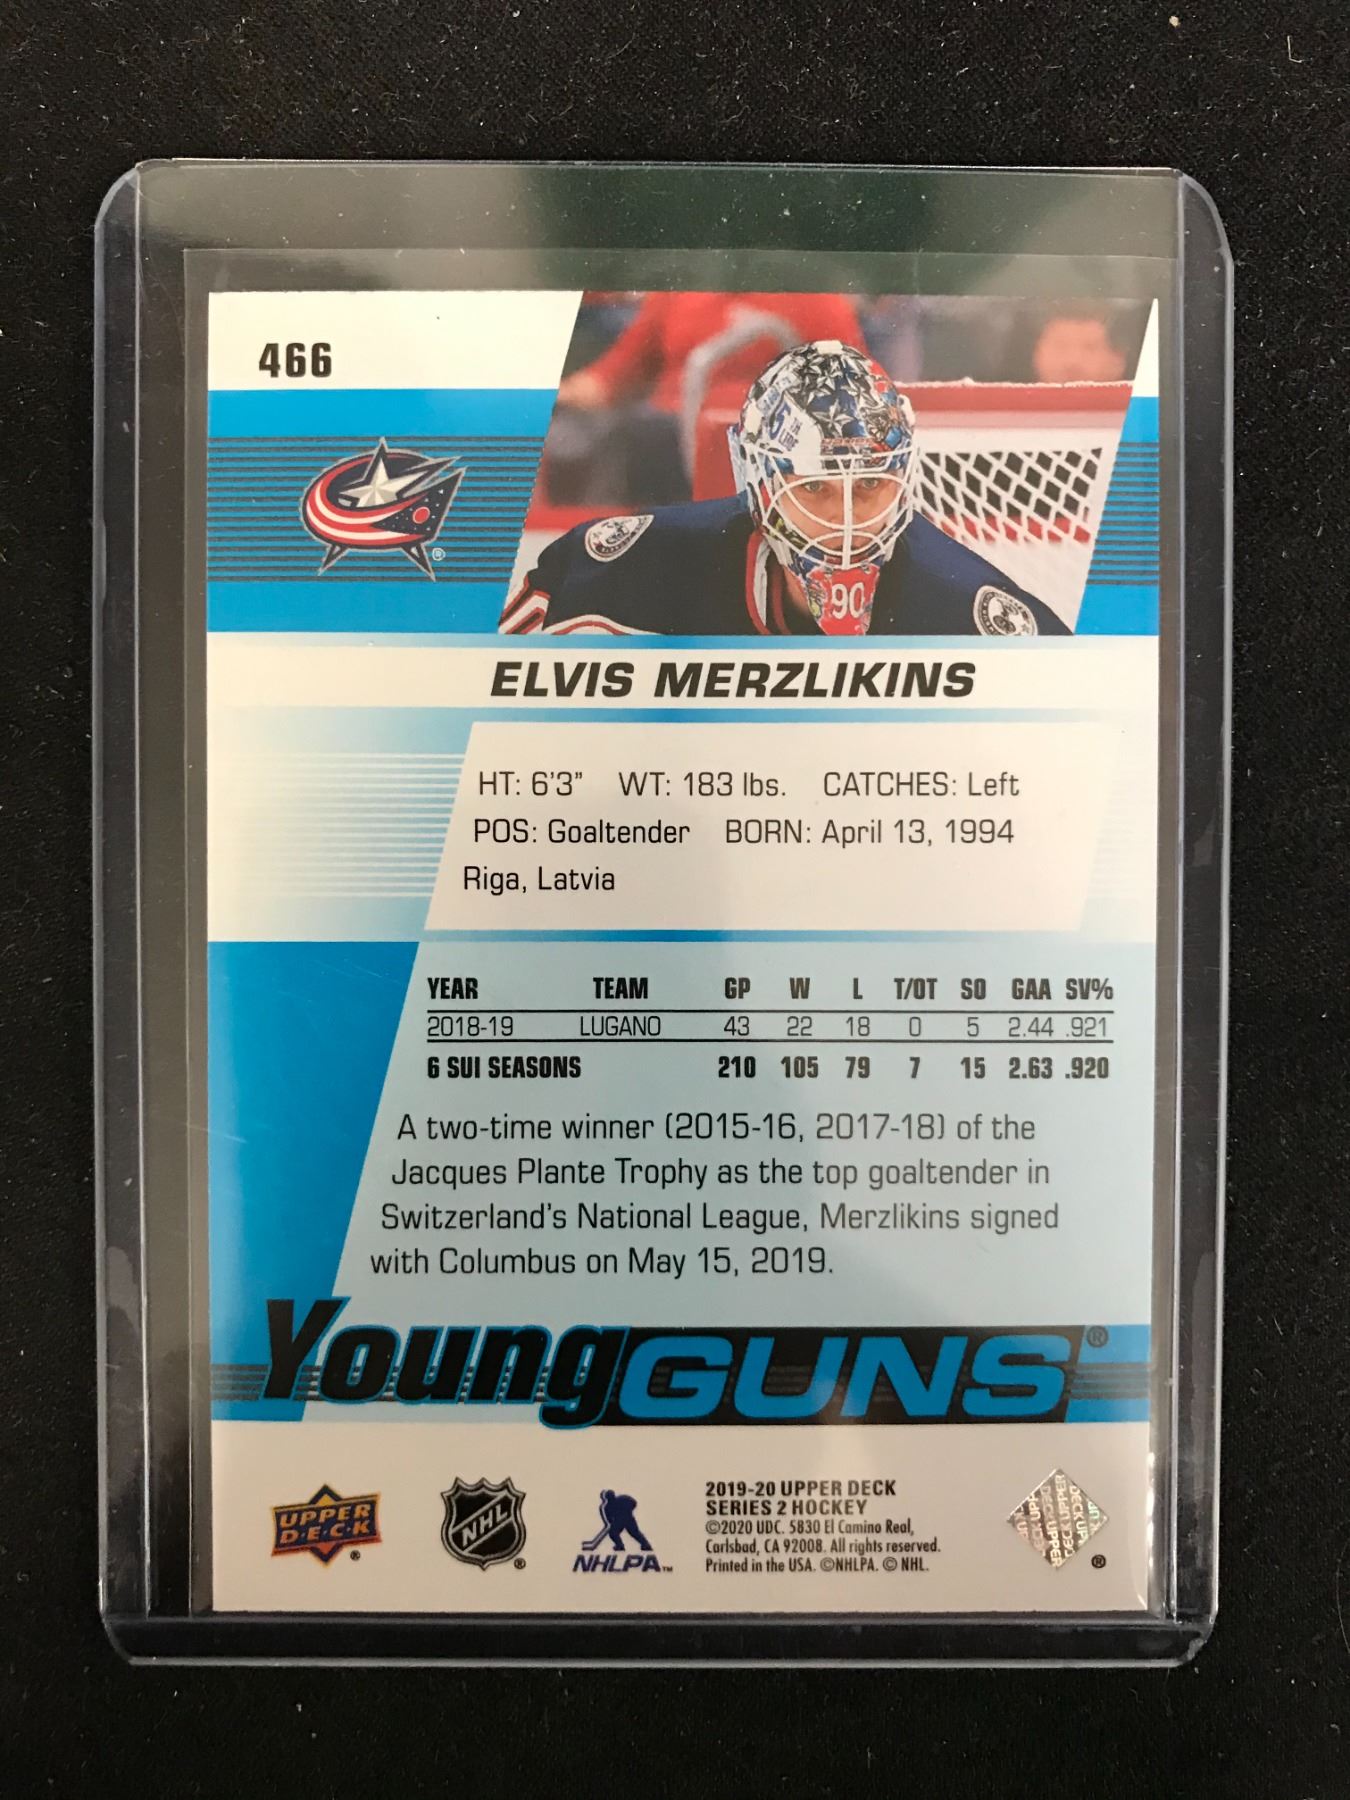 466
®
90
ELVIS MERZLIKINS
HT: 6'3" WT: 183 lbs. CATCHES: Left
POS: Goaltender BORN: April 13, 1994
Riga, Latvia
YEAR TEAM GP W L T/OT SO GAA SV%
2018-19 LUGANO 43 22 18 0 5 2.44 .921
6 SUI SEASONS 210 105 79 7 15 2.63 .920
A two-time winner (2015-16, 2017-18) of the
Jacques Plante Trophy as the top goaltender in
Switzerland's National League, Merzlikins signed
with Columbus on May 15, 2019.
Young GUNS®
UPPER
D·E·C·K
®
NHL
®
NHLPA™
2019-20 UPPER DECK
SERIES 2 HOCKEY
©2020 UDC. 5830 El Camino Real,
Carlsbad, CA 92008. All rights reserved.
Printed in the USA. ©NHLPA. © NHL.
®